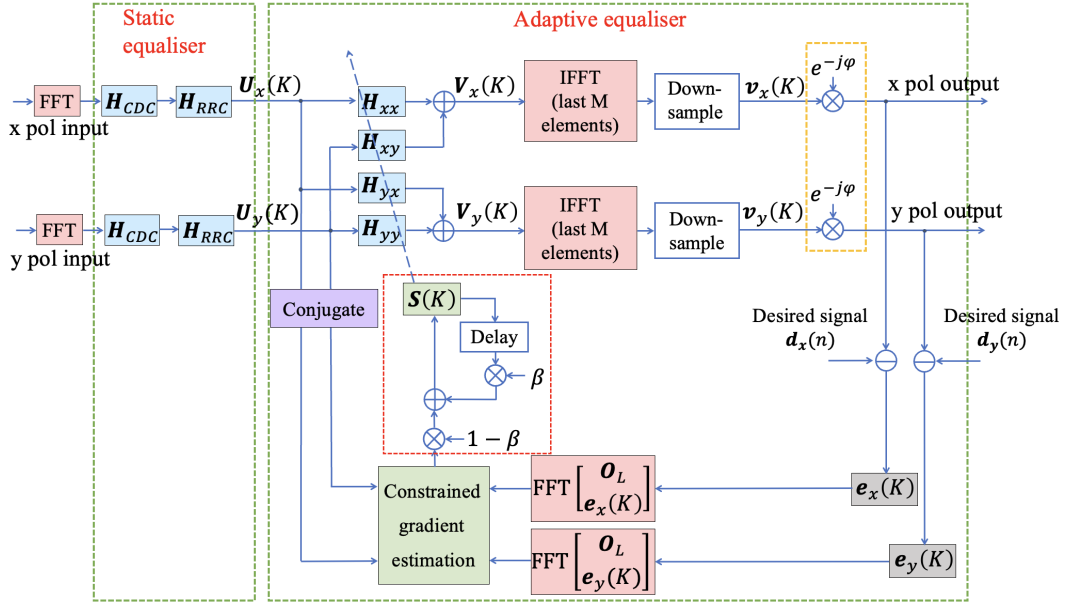 Static
equaliser
Adaptive equaliser
FFT
H_CDC
H_RRC
U_x(K)
x pol input
H_xx
V_x(K)
IFFT
(last M
elements)
Down-
sample
v_x(K)
e^{-jφ}
x pol output
H_xy
H_yx
FFT
H_CDC
H_RRC
U_y(K)
y pol input
H_yy
V_y(K)
IFFT
(last M
elements)
Down-
sample
v_y(K)
e^{-jφ}
y pol output
Conjugate
S(K)
Delay
β
1 − β
Desired signal
d_x(n)
Desired signal
d_y(n)
Constrained
gradient
estimation
FFT [ O_L
e_x(K) ]
e_x(K)
FFT [ O_L
e_y(K) ]
e_y(K)